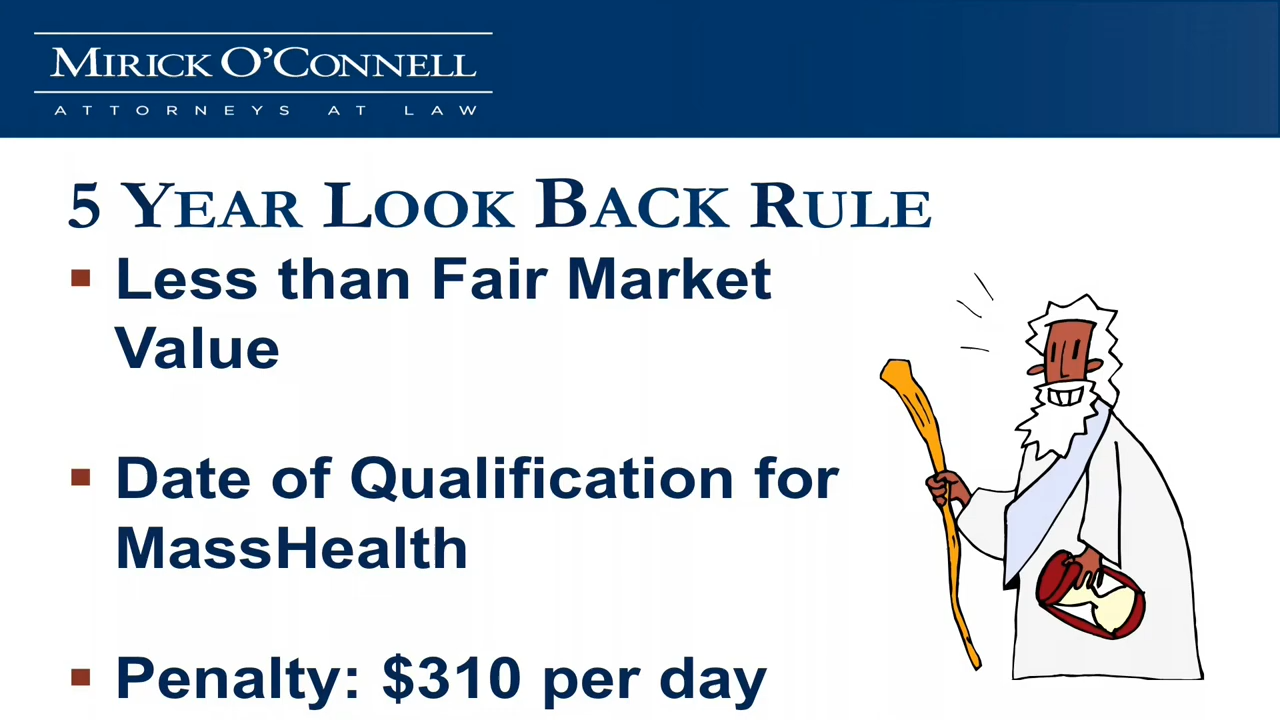 MIRICK O'CONNELL
ATTORNEYS AT LAW
5 YEAR LOOK BACK RULE
▪ Less than Fair Market
Value
▪ Date of Qualification for
MassHealth
▪ Penalty: $310 per day